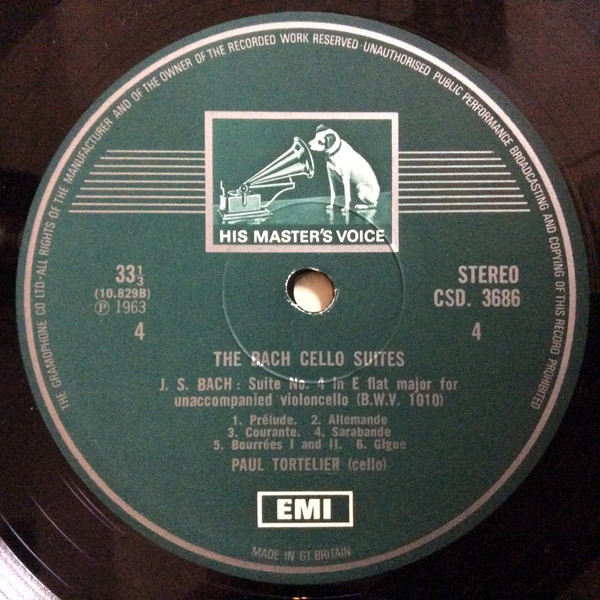 THE GRAMOPHONE CO LTD·ALL RIGHTS OF THE MANUFACTURER AND OF THE OWNER OF THE RECORDED WORK RESERVED·UNAUTHORISED PUBLIC PERFORMANCE BROADCASTING AND COPYING OF THIS RECORD PROHIBITED
HIS MASTER'S VOICE
33⅓
STEREO
(10.829B)
CSD. 3686
Ⓟ 1963
4
4
THE BACH CELLO SUITES
J. S. BACH : Suite No. 4 in E flat major for
unaccompanied violoncello (B.W.V. 1010)
1. Prélude. 2. Allemande
3. Courante. 4. Sarabande
5. Bourrées I and II. 6. Gigue
PAUL TORTELIER (cello)
EMI
MADE IN GT BRITAIN